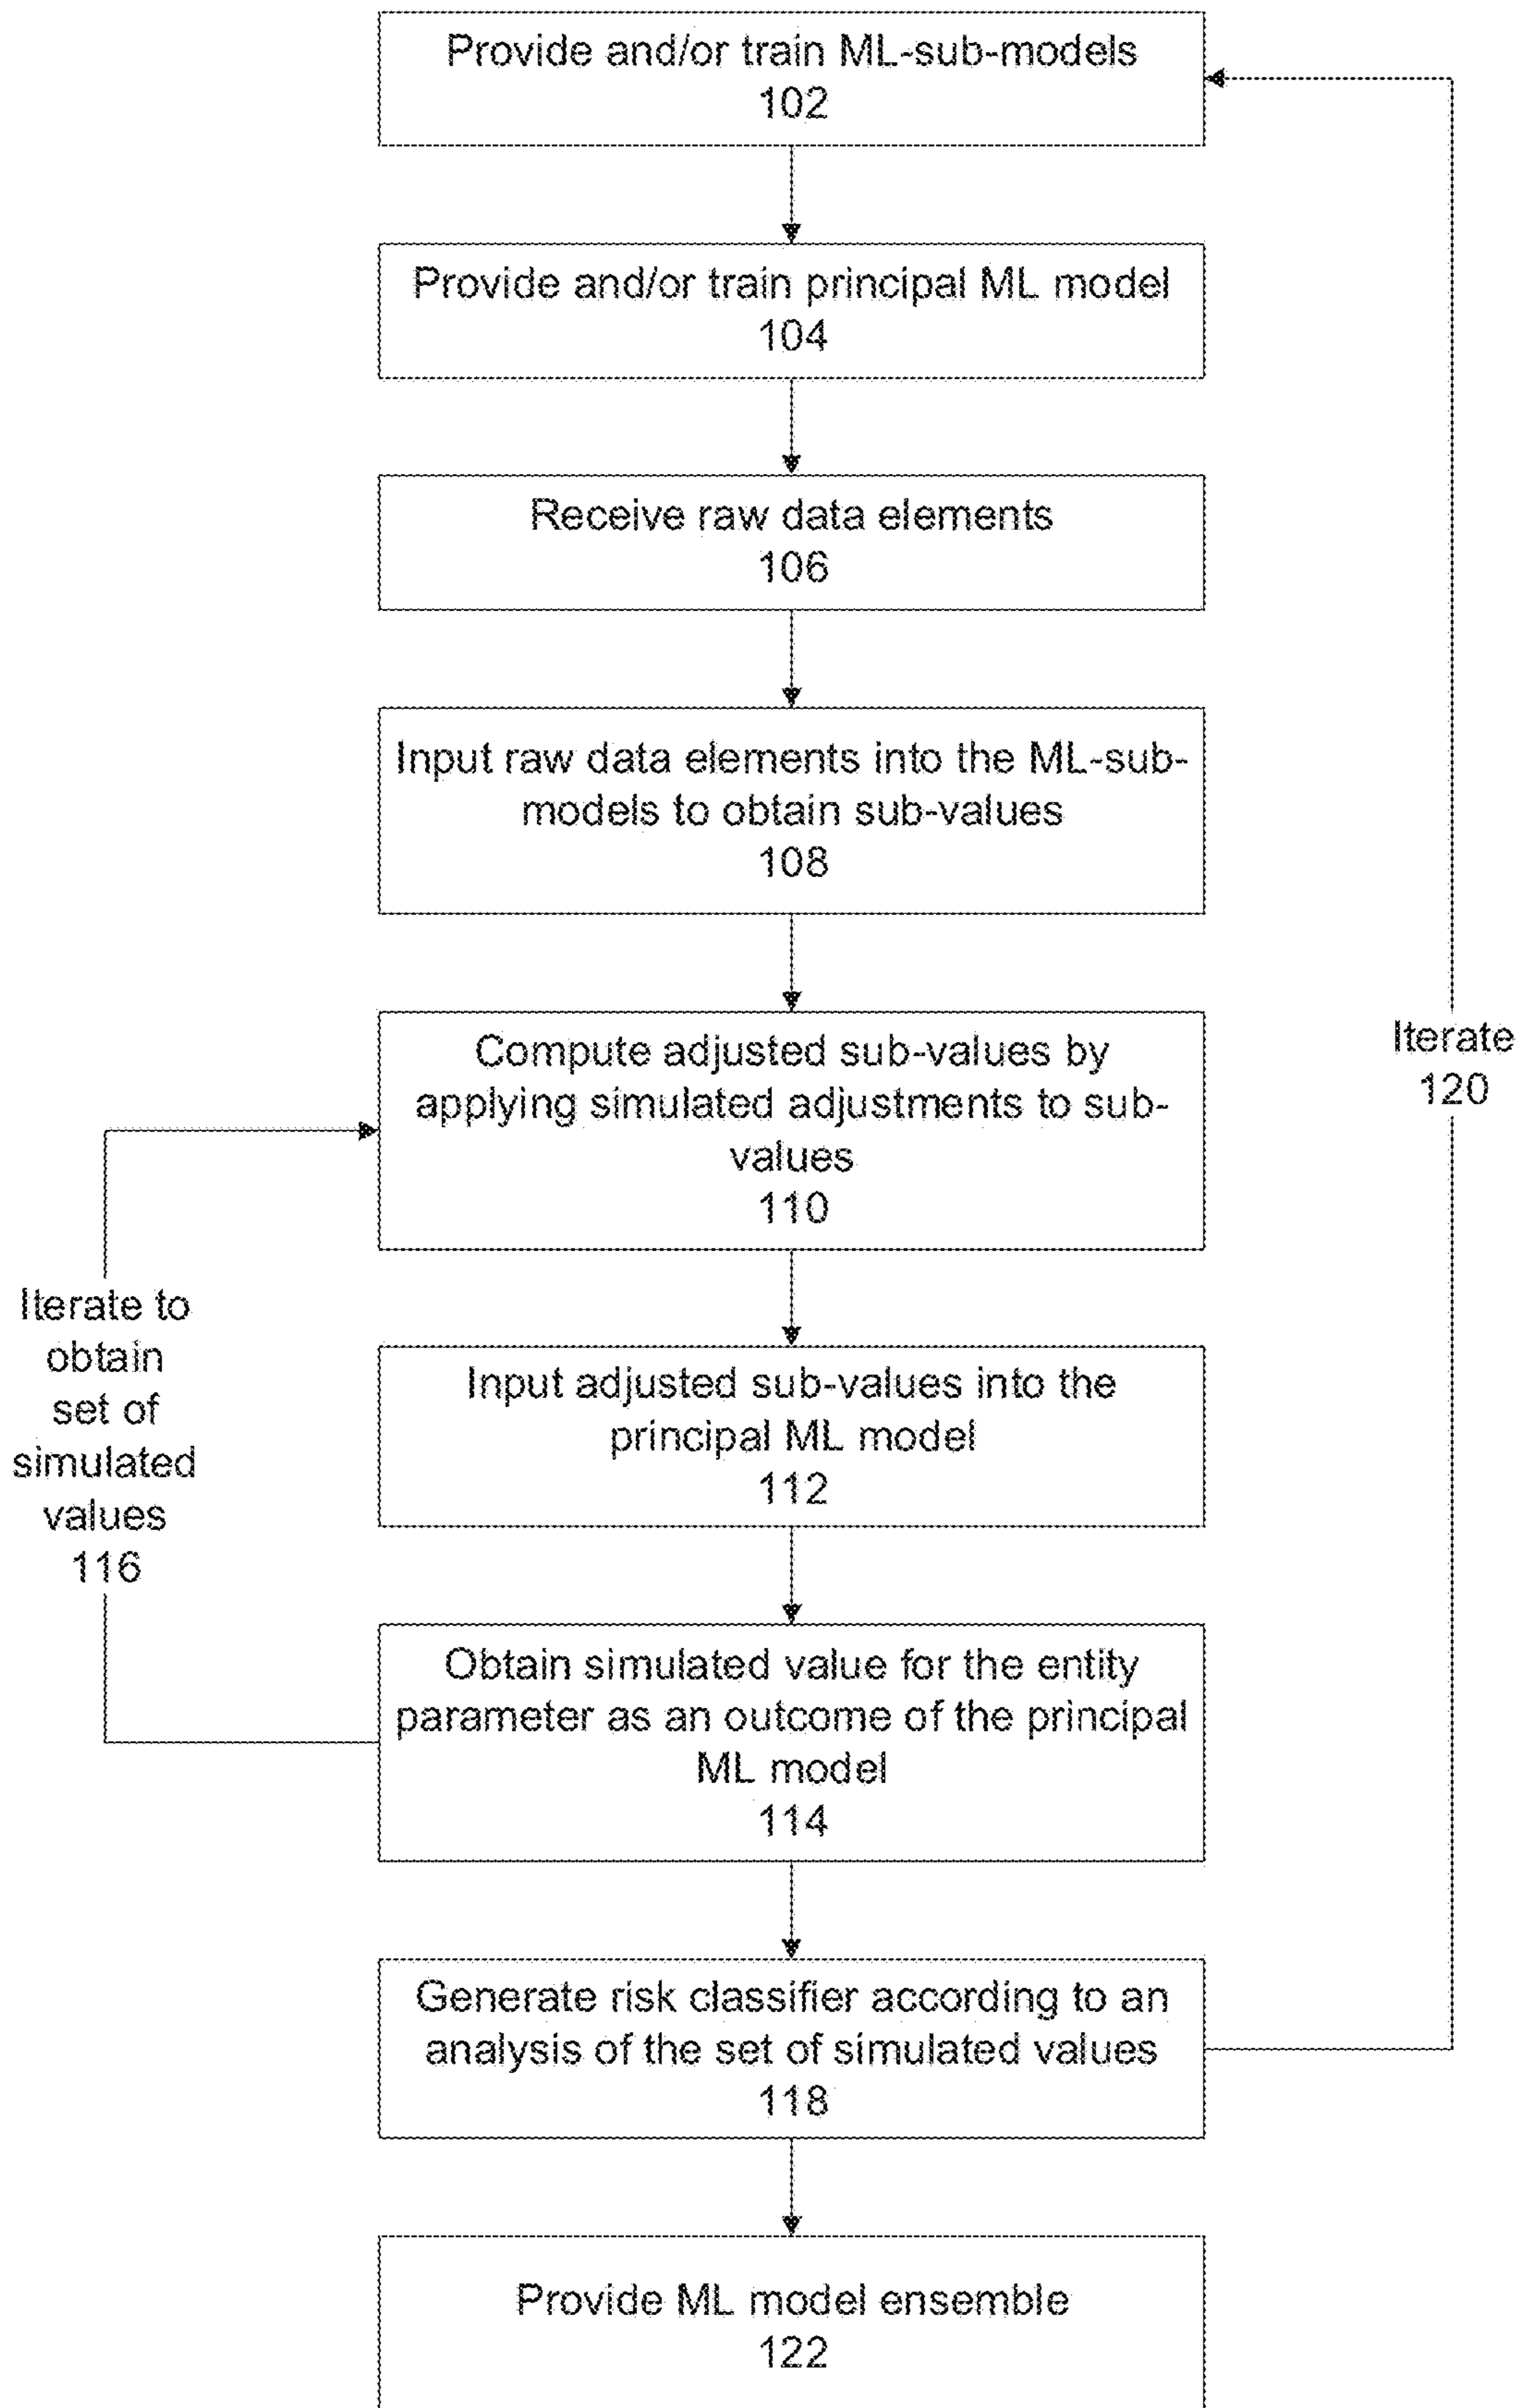 Provide and/or train ML-sub-models
102
Provide and/or train principal ML model
104
Receive raw data elements
106
Input raw data elements into the ML-sub-
models to obtain sub-values
108
Compute adjusted sub-values by
applying simulated adjustments to sub-
values
110
Iterate
120
Iterate to
obtain
set of
simulated
values
116
Input adjusted sub-values into the
principal ML model
112
Obtain simulated value for the entity
parameter as an outcome of the principal
ML model
114
Generate risk classifier according to an
analysis of the set of simulated values
118
Provide ML model ensemble
122